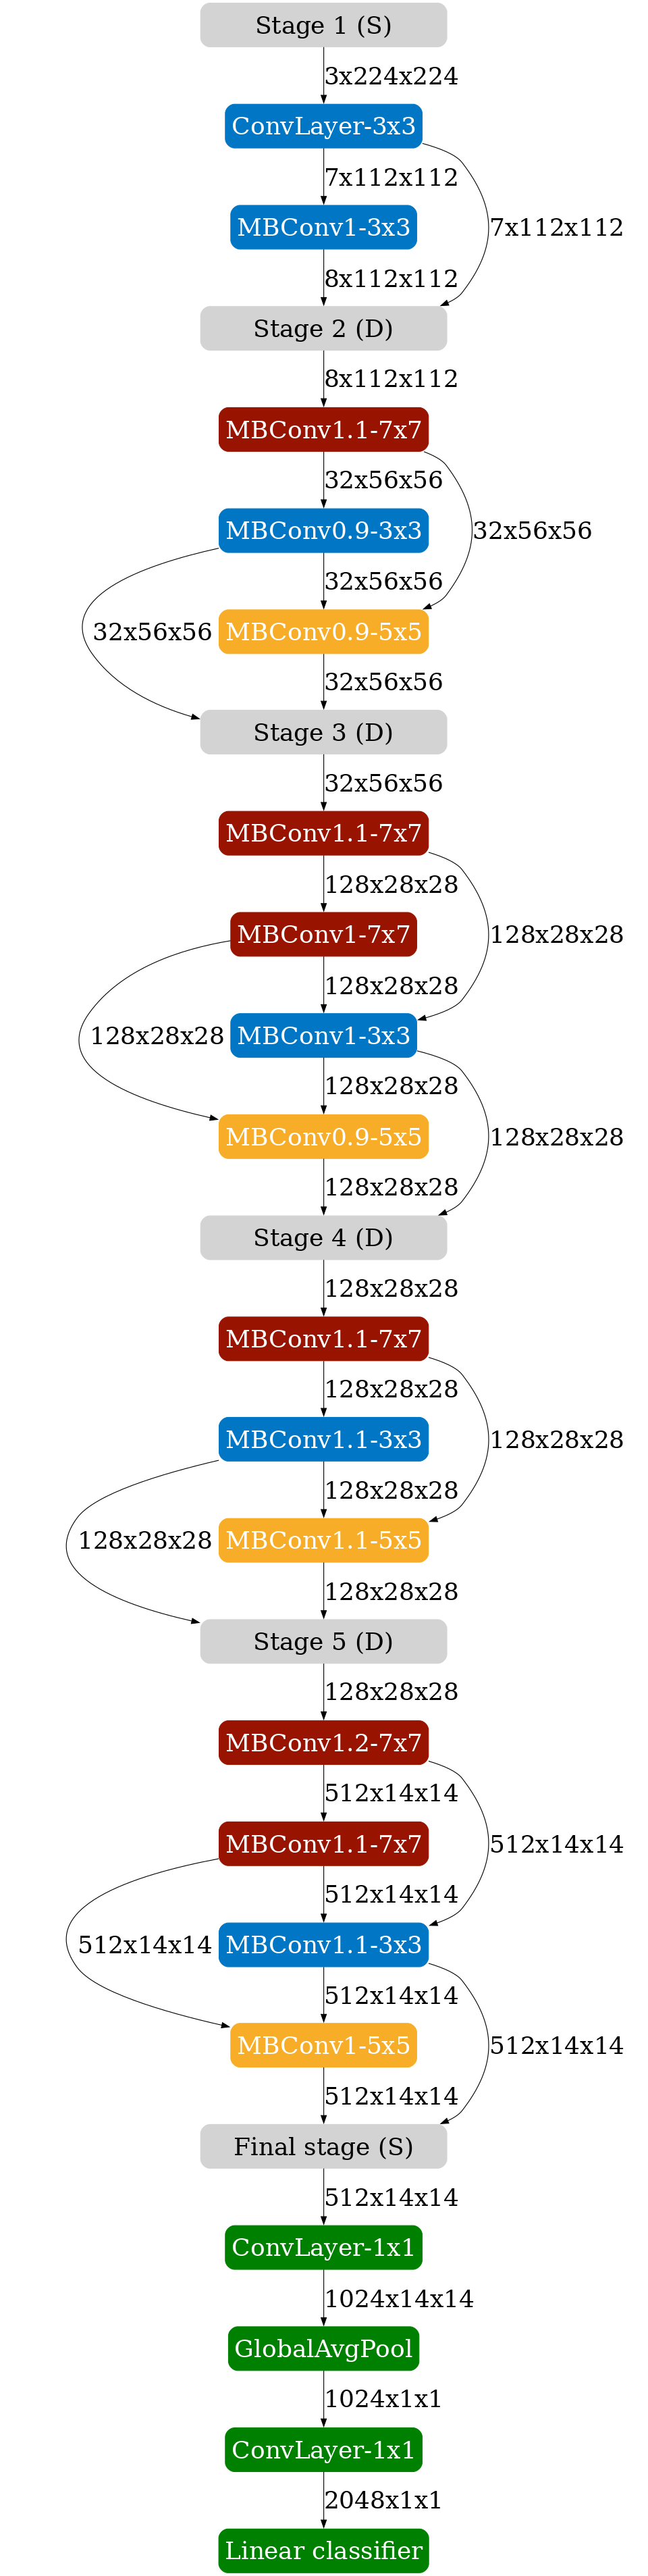 Stage 1 (S)
3x224x224
ConvLayer-3x3
7x112x112
MBConv1-3x3
7x112x112
8x112x112
Stage 2 (D)
8x112x112
MBConv1.1-7x7
32x56x56
MBConv0.9-3x3
32x56x56
32x56x56
32x56x56
MBConv0.9-5x5
32x56x56
Stage 3 (D)
32x56x56
MBConv1.1-7x7
128x28x28
MBConv1-7x7
128x28x28
128x28x28
128x28x28
MBConv1-3x3
128x28x28
MBConv0.9-5x5
128x28x28
128x28x28
Stage 4 (D)
128x28x28
MBConv1.1-7x7
128x28x28
MBConv1.1-3x3
128x28x28
128x28x28
128x28x28
MBConv1.1-5x5
128x28x28
Stage 5 (D)
128x28x28
MBConv1.2-7x7
512x14x14
MBConv1.1-7x7
512x14x14
512x14x14
512x14x14
MBConv1.1-3x3
512x14x14
MBConv1-5x5
512x14x14
512x14x14
Final stage (S)
512x14x14
ConvLayer-1x1
1024x14x14
GlobalAvgPool
1024x1x1
ConvLayer-1x1
2048x1x1
Linear classifier